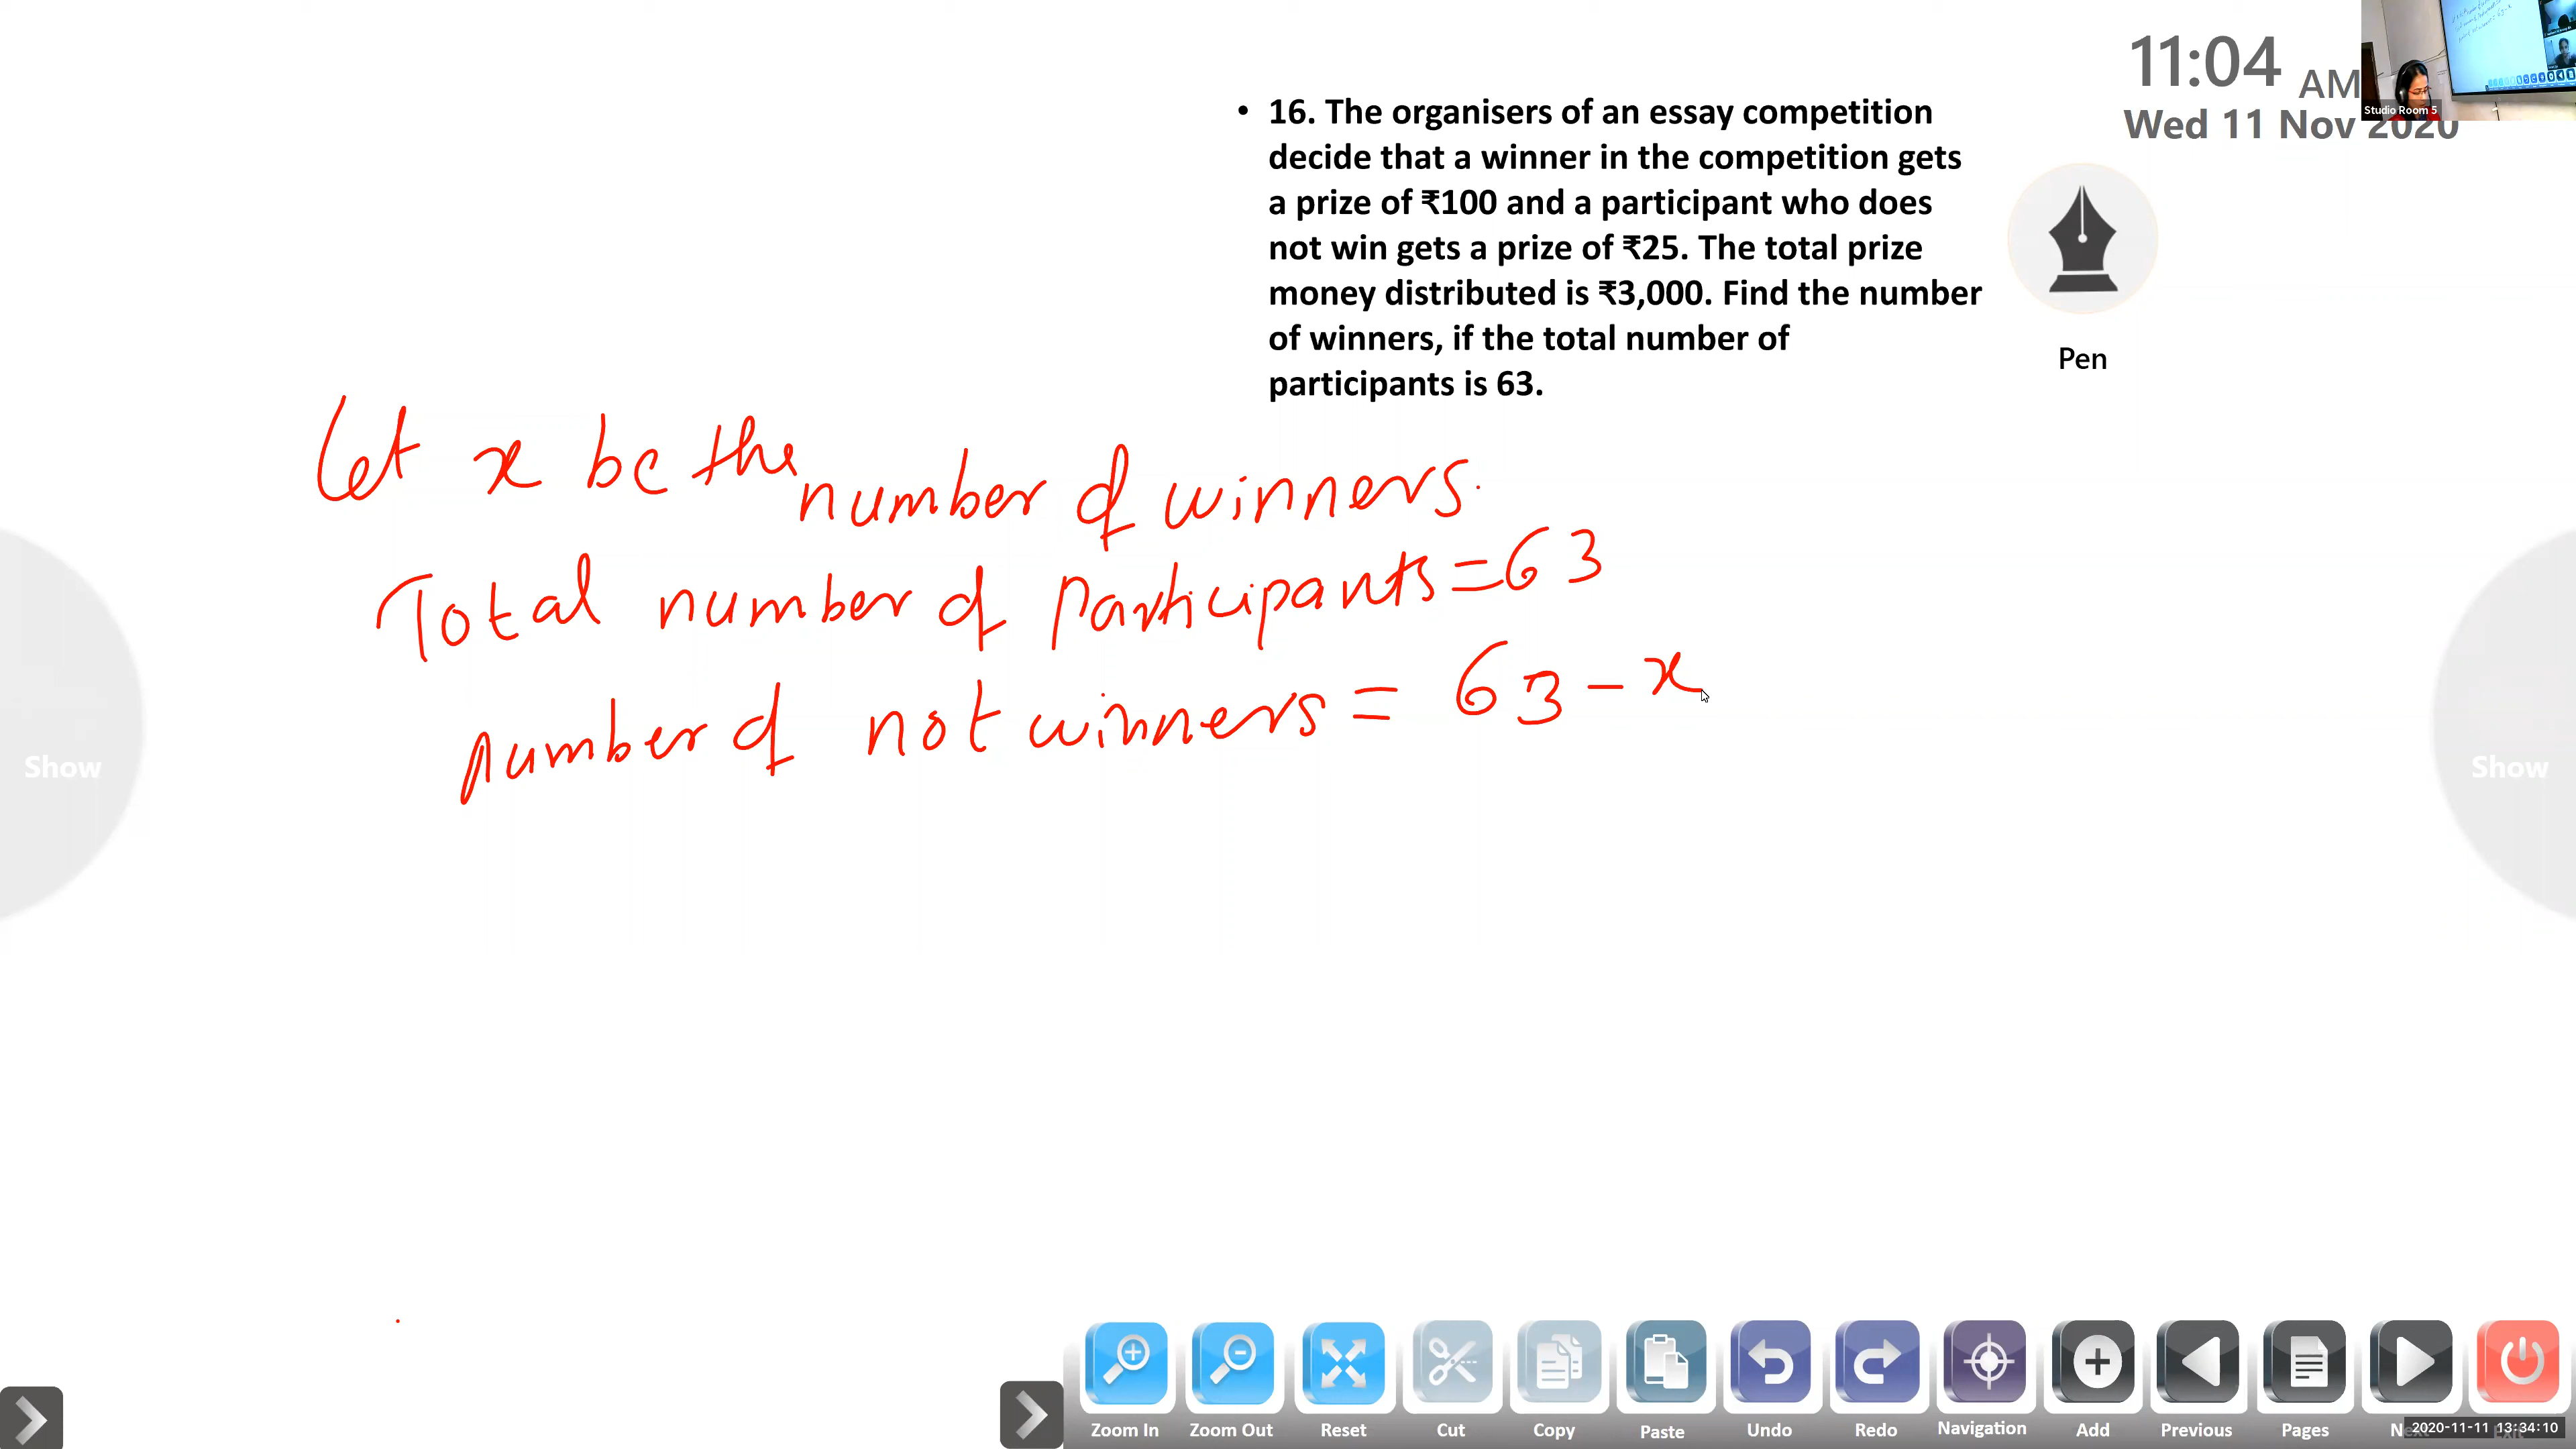 11:04 AM
Wed 11 Nov 2020
Studio Room 5
• 16. The organisers of an essay competition
decide that a winner in the competition gets
a prize of ₹100 and a participant who does
not win gets a prize of ₹25. The total prize
money distributed is ₹3,000. Find the number
of winners, if the total number of
participants is 63.
Pen
Let x be the number of winners.
Total number of participants = 63
number of not winners = 63 - x
Show
Show
Zoom In Zoom Out Reset Cut Copy Paste Undo Redo Navigation Add Previous Pages
2020-11-11 13:34:10